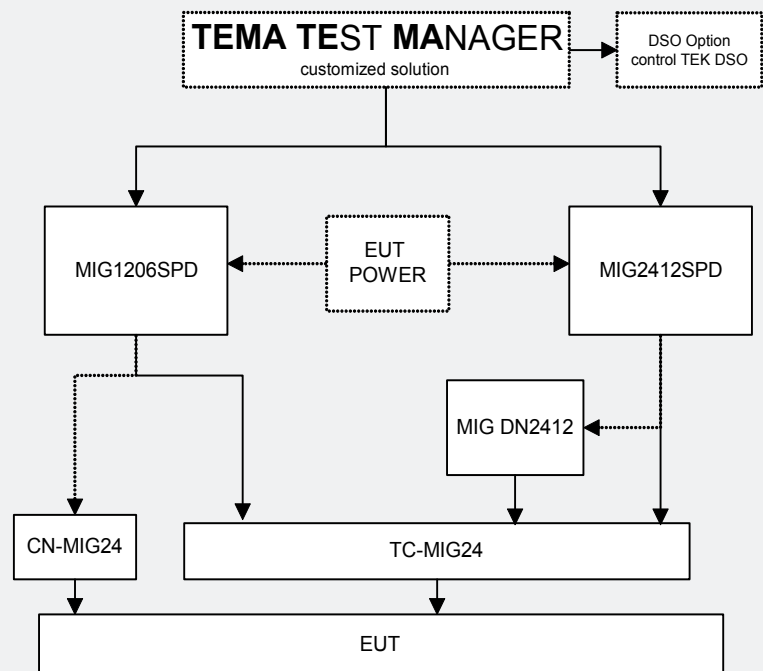 TEMA TEST MANAGER
customized solution
DSO Option
control TEK DSO
MIG1206SPD
EUT
POWER
MIG2412SPD
MIG DN2412
CN-MIG24
TC-MIG24
EUT